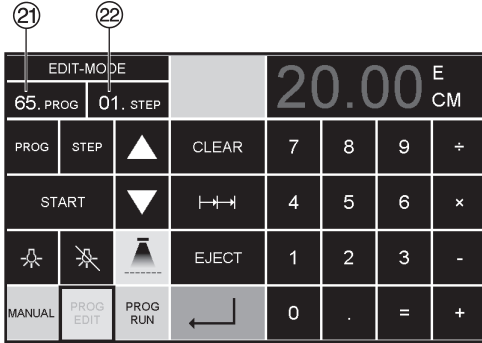 21 22
EDIT-MODE
65. PROG 01. STEP
20.00 E
CM
PROG STEP CLEAR 7 8 9 ÷
START 4 5 6 ×
EJECT 1 2 3 -
MANUAL PROG EDIT PROG RUN 0 . = +